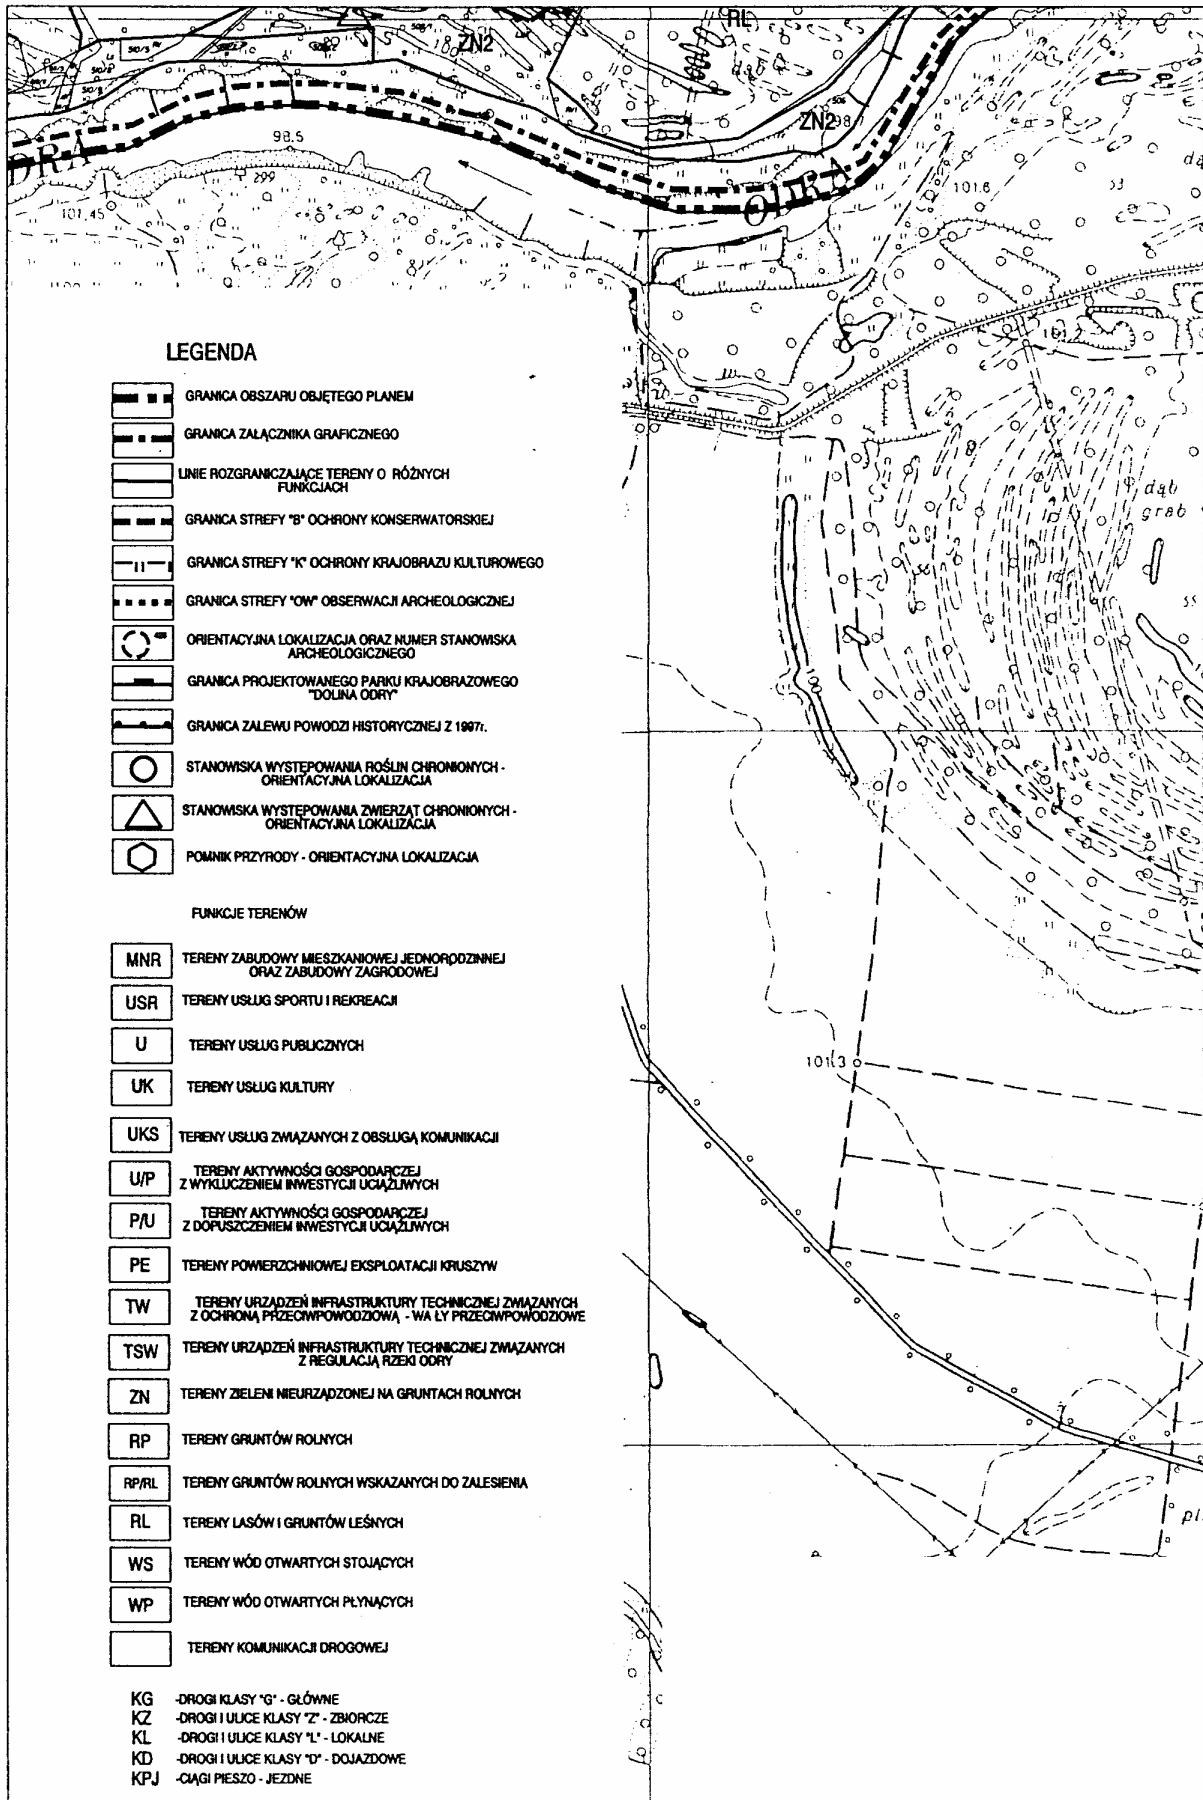 RL
ZN2
510/5
ZN2
98.5
DRA
ODRA
299
101.45
101.6
53
LEGENDA
GRANICA OBSZARU OBJĘTEGO PLANEM
GRANICA ZAŁĄCZNIKA GRAFICZNEGO
LINIE ROZGRANICZAJĄCE TERENY O RÓŻNYCH
FUNKCJACH
GRANICA STREFY "B" OCHRONY KONSERWATORSKIEJ
GRANICA STREFY "K" OCHRONY KRAJOBRAZU KULTUROWEGO
GRANICA STREFY "OW" OBSERWACJI ARCHEOLOGICZNEJ
ORIENTACYJNA LOKALIZACJA ORAZ NUMER STANOWISKA
ARCHEOLOGICZNEGO
GRANICA PROJEKTOWANEGO PARKU KRAJOBRAZOWEGO
"DOLINA ODRY"
GRANICA ZALEWU POWODZI HISTORYCZNEJ Z 1997r.
STANOWISKA WYSTĘPOWANIA ROŚLIN CHRONIONYCH -
ORIENTACYJNA LOKALIZACJA
STANOWISKA WYSTĘPOWANIA ZWIERZĄT CHRONIONYCH -
ORIENTACYJNA LOKALIZACJA
POMNIK PRZYRODY - ORIENTACYJNA LOKALIZACJA
dąb
grab
100
FUNKCJE TERENÓW
MNR TERENY ZABUDOWY MIESZKANIOWEJ JEDNORODZINNEJ
ORAZ ZABUDOWY ZAGRODOWEJ
USR TERENY USŁUG SPORTU I REKREACJI
U TERENY USŁUG PUBLICZNYCH
UK TERENY USŁUG KULTURY
UKS TERENY USŁUG ZWIĄZANYCH Z OBSŁUGĄ KOMUNIKACJI
U/P TERENY AKTYWNOŚCI GOSPODARCZEJ
Z WYKLUCZENIEM INWESTYCJI UCIĄŻLIWYCH
P/U TERENY AKTYWNOŚCI GOSPODARCZEJ
Z DOPUSZCZENIEM INWESTYCJI UCIĄŻLIWYCH
PE TERENY POWIERZCHNIOWEJ EKSPLOATACJI KRUSZYW
TW TERENY URZĄDZEŃ INFRASTRUKTURY TECHNICZNEJ ZWIĄZANYCH
Z OCHRONĄ PRZECIWPOWODZIOWĄ - WA ŁY PRZECIWPOWODZIOWE
TSW TERENY URZĄDZEŃ INFRASTRUKTURY TECHNICZNEJ ZWIĄZANYCH
Z REGULACJĄ RZEKI ODRY
ZN TERENY ZIELENI NIEURZĄDZONEJ NA GRUNTACH ROLNYCH
RP TERENY GRUNTÓW ROLNYCH
RP/RL TERENY GRUNTÓW ROLNYCH WSKAZANYCH DO ZALESIENIA
RL TERENY LASÓW I GRUNTÓW LEŚNYCH
WS TERENY WÓD OTWARTYCH STOJĄCYCH
WP TERENY WÓD OTWARTYCH PŁYNĄCYCH
TERENY KOMUNIKACJI DROGOWEJ
KG -DROGI KLASY "G" - GŁÓWNE
KZ -DROGI I ULICE KLASY "Z" - ZBIORCZE
KL -DROGI I ULICE KLASY "L" - LOKALNE
KD -DROGI I ULICE KLASY "D" - DOJAZDOWE
KPJ -CIĄGI PIESZO - JEZDNE
101.3